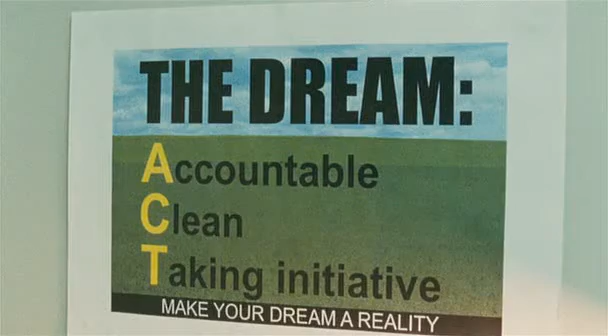 THE DREAM:
Accountable
Clean
Taking initiative
MAKE YOUR DREAM A REALITY